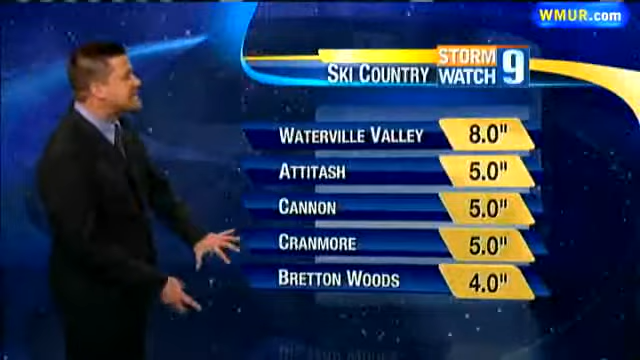 WMUR.com
SKI COUNTRY STORM WATCH 9
WATERVILLE VALLEY 8.0"
ATTITASH 5.0"
CANNON 5.0"
CRANMORE 5.0"
BRETTON WOODS 4.0"